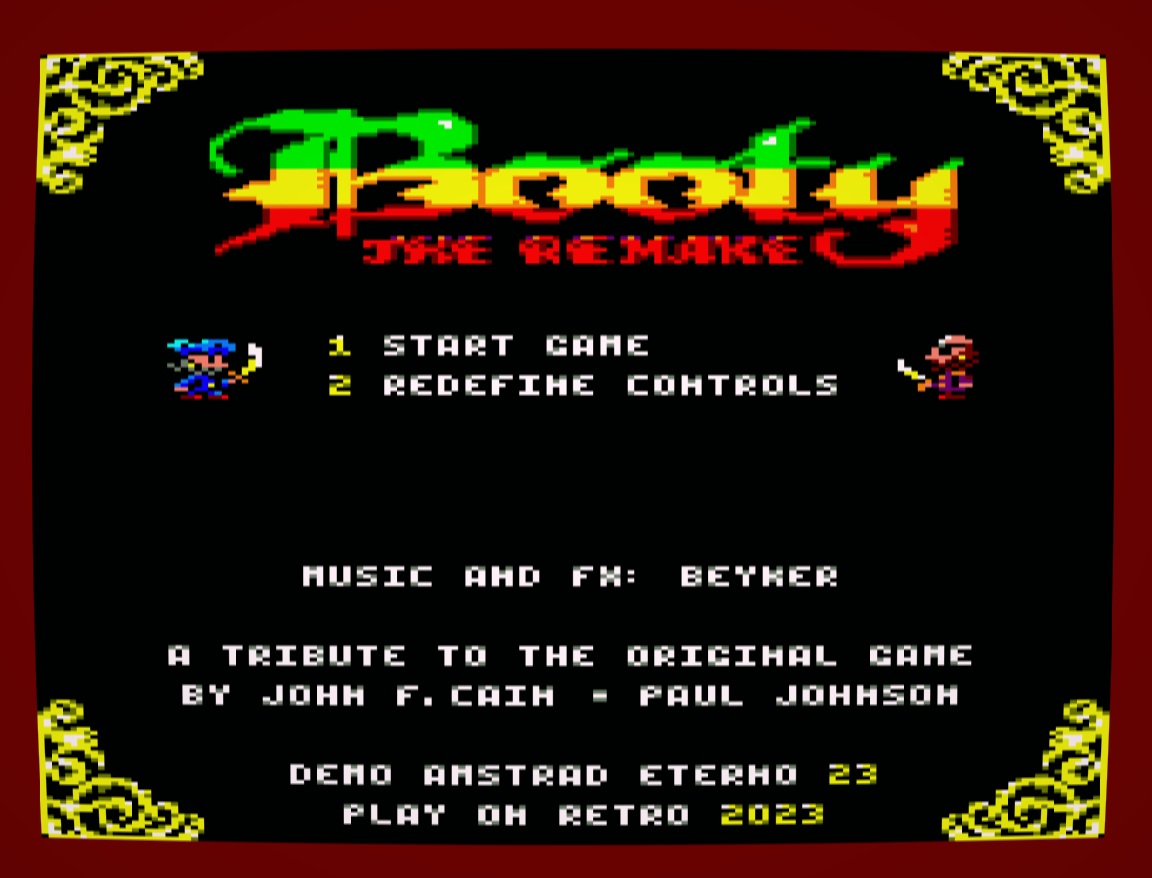 Booty
THE REMAKE
1 START GAME
2 REDEFINE CONTROLS
MUSIC AND FX: BEYKER
A TRIBUTE TO THE ORIGINAL GAME
BY JOHN F.CAIN - PAUL JOHNSON
DEMO AMSTRAD ETERNO 23
PLAY ON RETRO 2023